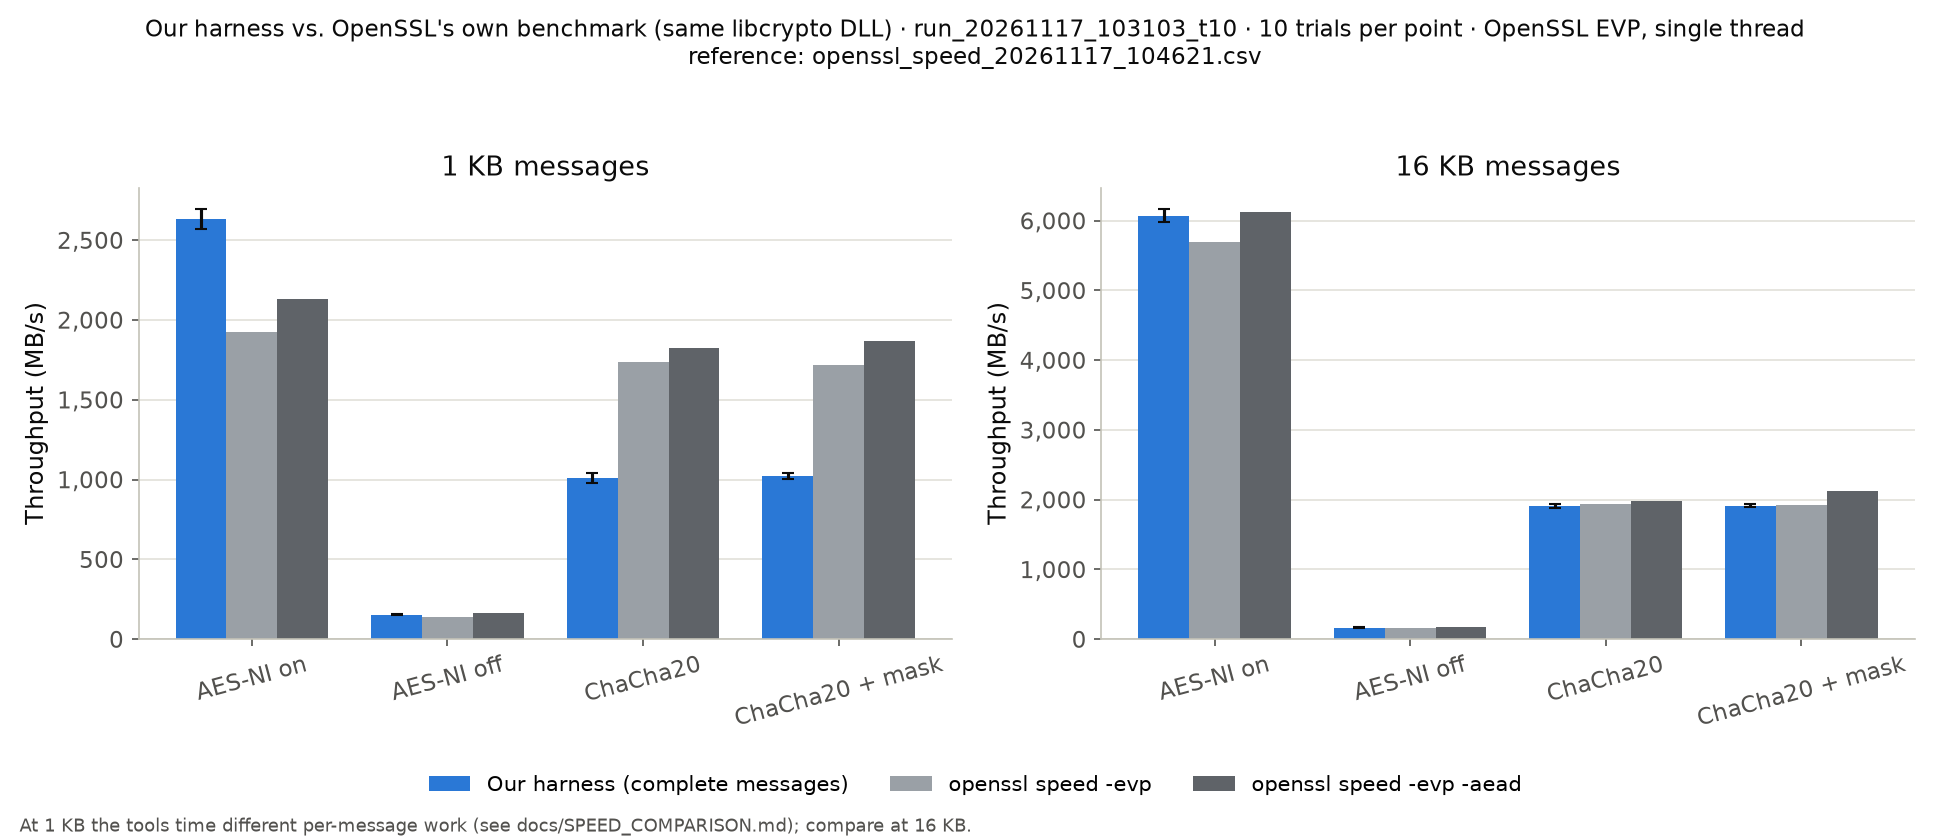 Our harness vs. OpenSSL's own benchmark (same libcrypto DLL) · run_20261117_103103_t10 · 10 trials per point · OpenSSL EVP, single thread
reference: openssl_speed_20261117_104621.csv
1 KB messages
Throughput (MB/s)
2,500
2,000
1,500
1,000
500
0
AES-NI on
AES-NI off
ChaCha20
ChaCha20 + mask
16 KB messages
Throughput (MB/s)
6,000
5,000
4,000
3,000
2,000
1,000
0
AES-NI on
AES-NI off
ChaCha20
ChaCha20 + mask
Our harness (complete messages)
openssl speed -evp
openssl speed -evp -aead
At 1 KB the tools time different per-message work (see docs/SPEED_COMPARISON.md); compare at 16 KB.